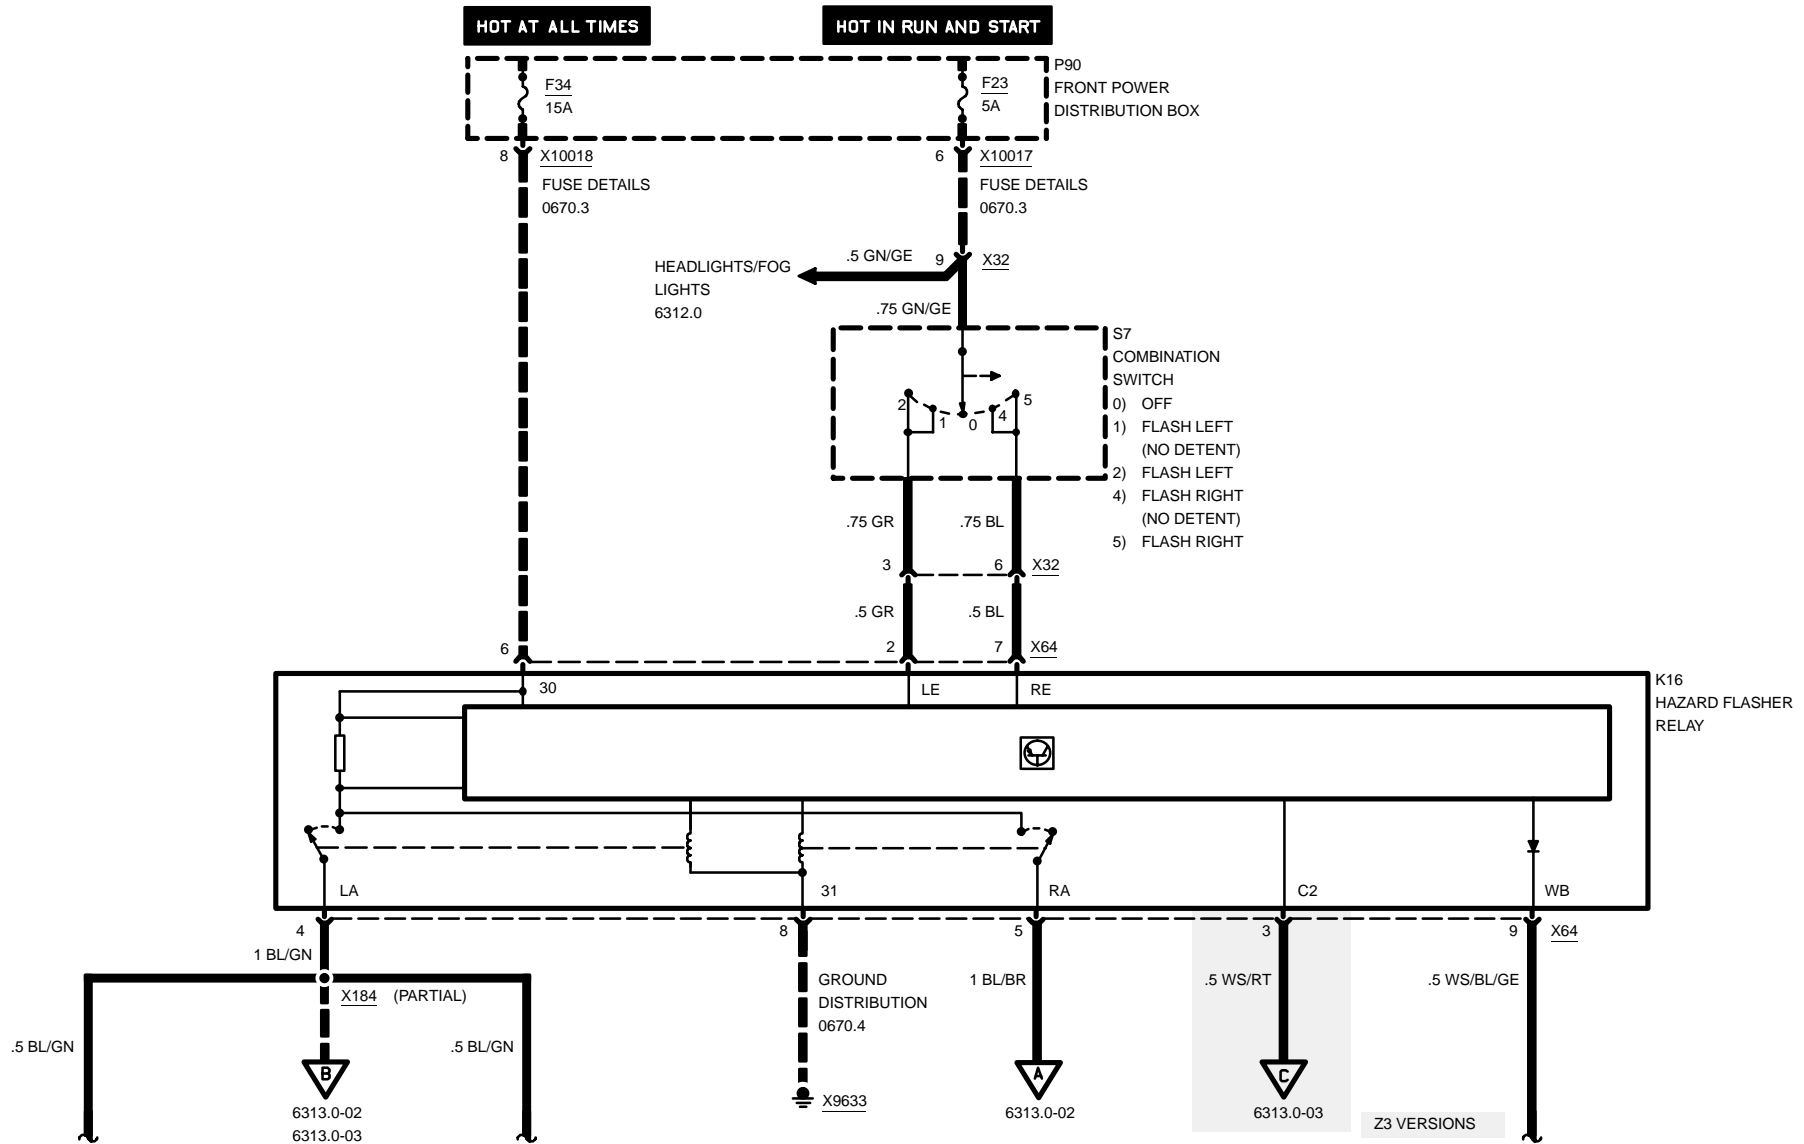 HOT AT ALL TIMES
HOT IN RUN AND START
F34
15A
F23
5A
P90
FRONT POWER
DISTRIBUTION BOX
8 X10018
FUSE DETAILS
0670.3
6 X10017
FUSE DETAILS
0670.3
HEADLIGHTS/FOG
LIGHTS
6312.0
.5 GN/GE
9 X32
.75 GN/GE
S7
COMBINATION
SWITCH
0) OFF
1) FLASH LEFT
(NO DETENT)
2) FLASH LEFT
4) FLASH RIGHT
(NO DETENT)
5) FLASH RIGHT
2 1 0 4 5
.75 GR .75 BL
3 6 X32
.5 GR .5 BL
6 2 7 X64
30 LE RE
K16
HAZARD FLASHER
RELAY
LA 31 RA C2 WB
4 8 5 3 9 X64
1 BL/GN
X184 (PARTIAL)
.5 BL/GN
.5 BL/GN
B
6313.0-02
6313.0-03
GROUND
DISTRIBUTION
0670.4
X9633
1 BL/BR
A
6313.0-02
.5 WS/RT
C
6313.0-03
.5 WS/BL/GE
Z3 VERSIONS